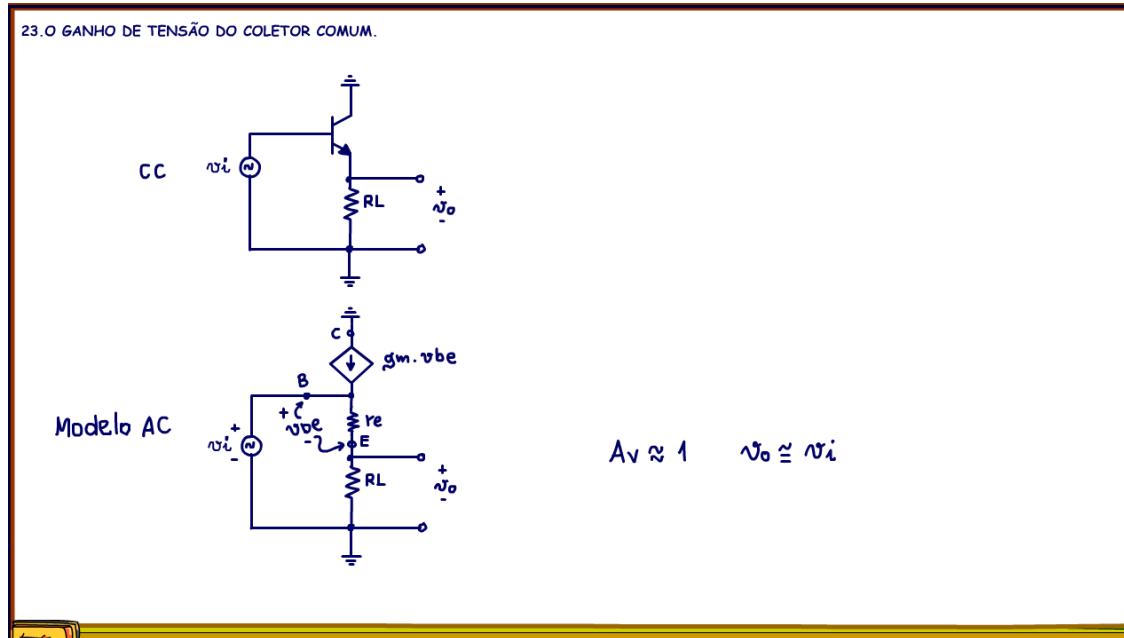 23.O GANHO DE TENSÃO DO COLETOR COMUM.
CC
vi
RL
+
vo
-
C
gm.vbe
B
+
vbe
-
re
E
Modelo AC
+
vi
-
RL
+
vo
-
Av ≈ 1 vo ≅ vi